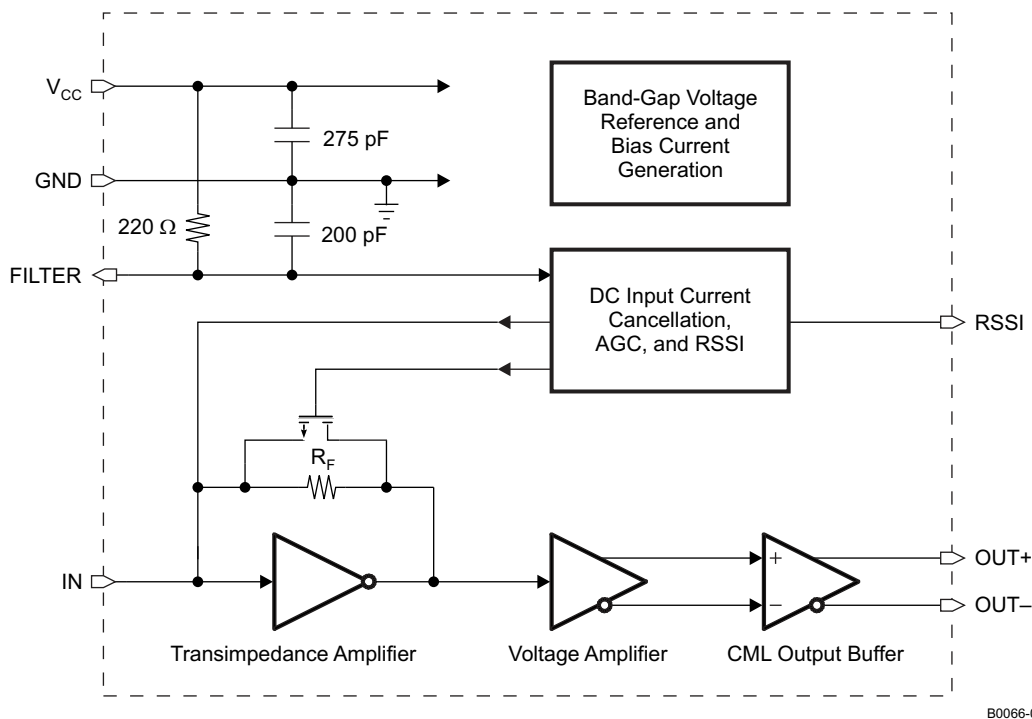 V_CC
275 pF
Band-Gap Voltage
Reference and
Bias Current
Generation
GND
220 Ω
200 pF
FILTER
DC Input Current
Cancellation,
AGC, and RSSI
RSSI
R_F
IN
+
−
OUT+
OUT–
Transimpedance Amplifier
Voltage Amplifier
CML Output Buffer